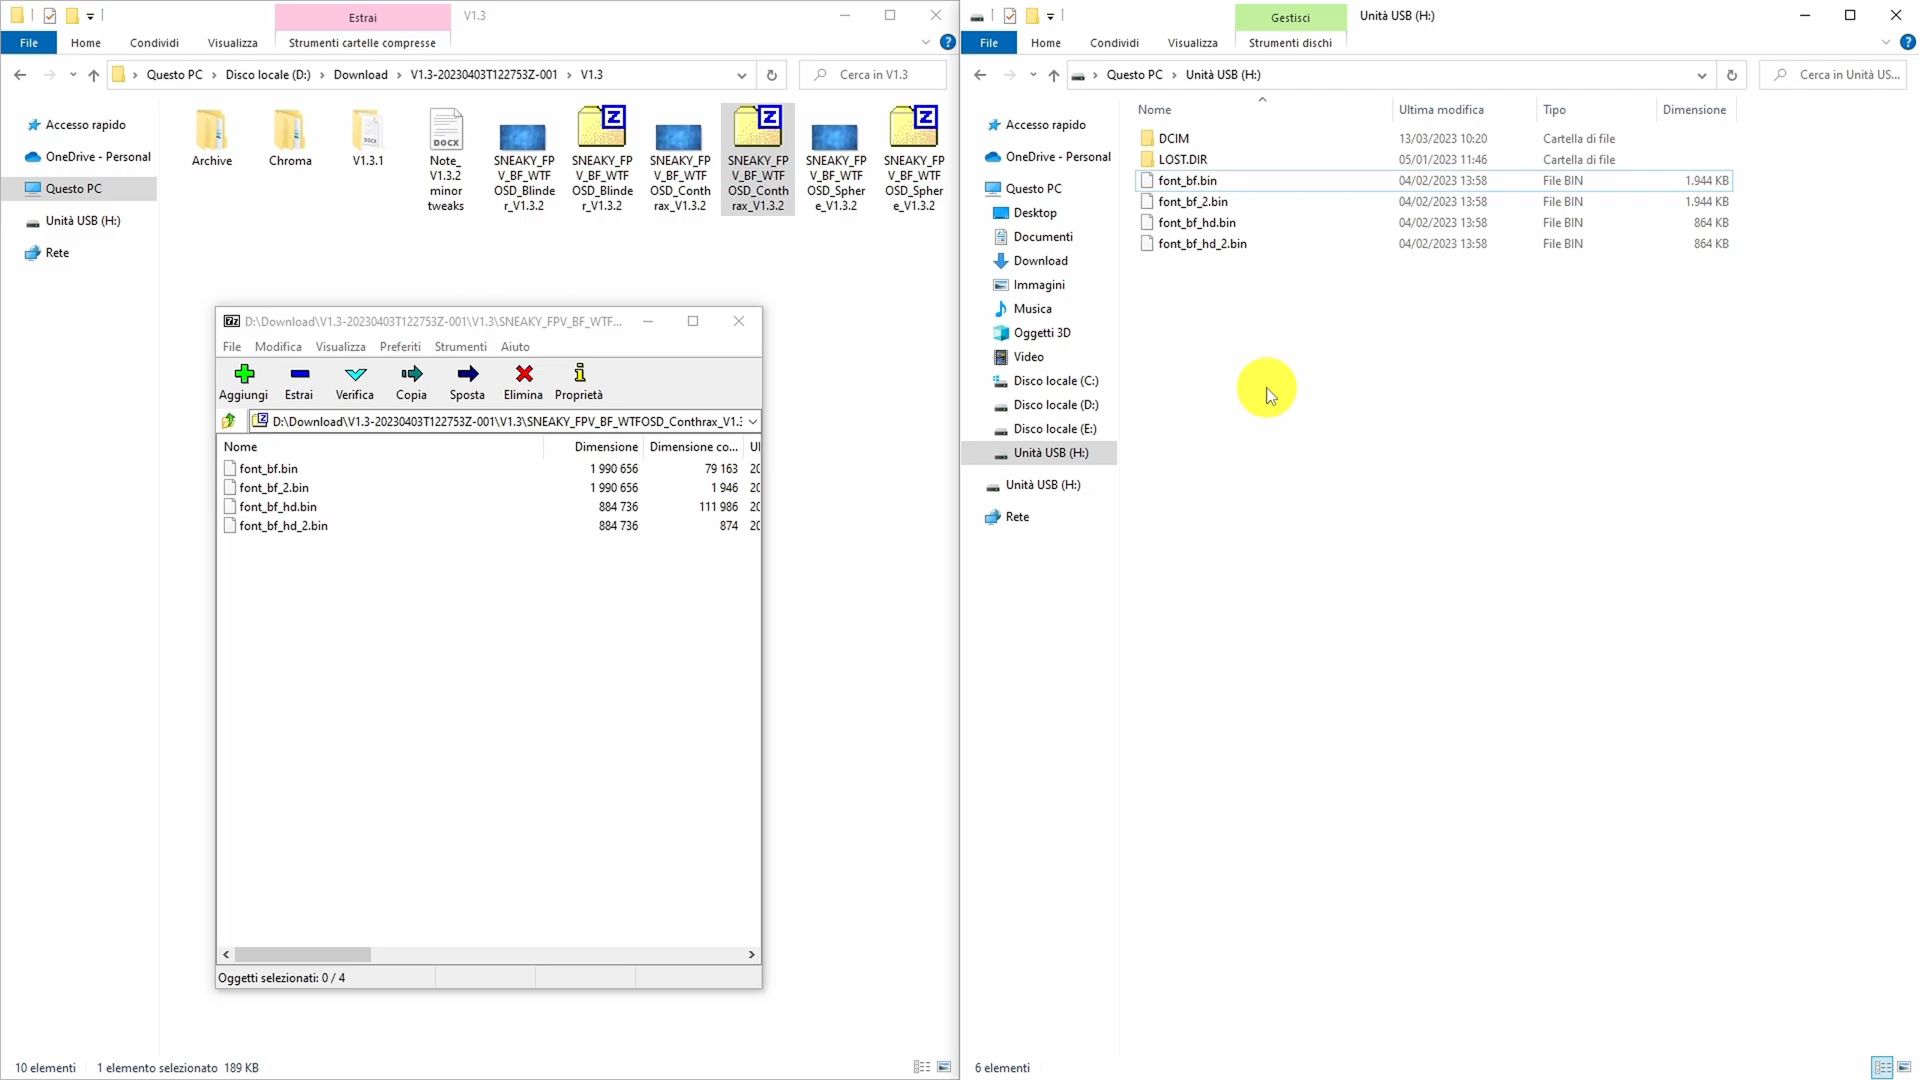 Estrai
V1.3
File
Home
Condividi
Visualizza
Strumenti cartelle compresse
Questo PC
Disco locale (D:)
Download
V1.3-20230403T122753Z-001
V1.3
Cerca in V1.3
Accesso rapido
OneDrive - Personal
Questo PC
Unità USB (H:)
Rete
Archive
Chroma
V1.3.1
Note_
V1.3.2
minor
tweaks
SNEAKY_FP
V_BF_WTF
OSD_Blinde
r_V1.3.2
SNEAKY_FP
V_BF_WTF
OSD_Blinde
r_V1.3.2
SNEAKY_FP
V_BF_WTF
OSD_Conth
rax_V1.3.2
SNEAKY_FP
V_BF_WTF
OSD_Conth
rax_V1.3.2
SNEAKY_FP
V_BF_WTF
OSD_Spher
e_V1.3.2
SNEAKY_FP
V_BF_WTF
OSD_Spher
e_V1.3.2
DOCX
DOCX
Z
Z
Z
7z
D:\Download\V1.3-20230403T122753Z-001\V1.3\SNEAKY_FPV_BF_WTF...
File
Modifica
Visualizza
Preferiti
Strumenti
Aiuto
Aggiungi
Estrai
Verifica
Copia
Sposta
Elimina
Proprietà
D:\Download\V1.3-20230403T122753Z-001\V1.3\SNEAKY_FPV_BF_WTFOSD_Conthrax_V1.3
Nome Dimensione Dimensione co... Ul
font_bf.bin 1 990 656 79 163 20
font_bf_2.bin 1 990 656 1 946 20
font_bf_hd.bin 884 736 111 986 20
font_bf_hd_2.bin 884 736 874 20
Oggetti selezionati: 0 / 4
10 elementi 1 elemento selezionato 189 KB
Gestisci
Unità USB (H:)
File
Home
Condividi
Visualizza
Strumenti dischi
Questo PC
Unità USB (H:)
Cerca in Unità US...
Accesso rapido
OneDrive - Personal
Questo PC
Desktop
Documenti
Download
Immagini
Musica
Oggetti 3D
Video
Disco locale (C:)
Disco locale (D:)
Disco locale (E:)
Unità USB (H:)
Unità USB (H:)
Rete
Nome Ultima modifica Tipo Dimensione
DCIM 13/03/2023 10:20 Cartella di file
LOST.DIR 05/01/2023 11:46 Cartella di file
font_bf.bin 04/02/2023 13:58 File BIN 1.944 KB
font_bf_2.bin 04/02/2023 13:58 File BIN 1.944 KB
font_bf_hd.bin 04/02/2023 13:58 File BIN 864 KB
font_bf_hd_2.bin 04/02/2023 13:58 File BIN 864 KB
6 elementi